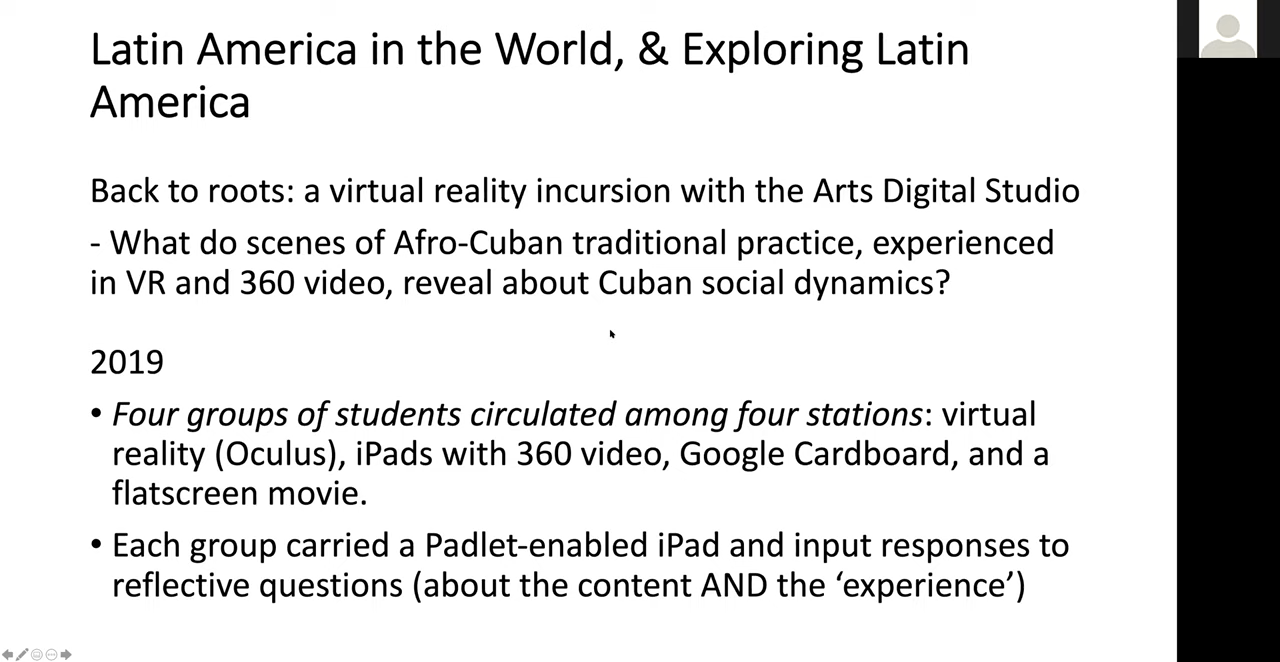 Latin America in the World, & Exploring Latin
America
Back to roots: a virtual reality incursion with the Arts Digital Studio
- What do scenes of Afro-Cuban traditional practice, experienced
in VR and 360 video, reveal about Cuban social dynamics?
2019
• Four groups of students circulated among four stations: virtual
reality (Oculus), iPads with 360 video, Google Cardboard, and a
flatscreen movie.
• Each group carried a Padlet-enabled iPad and input responses to
reflective questions (about the content AND the ‘experience’)